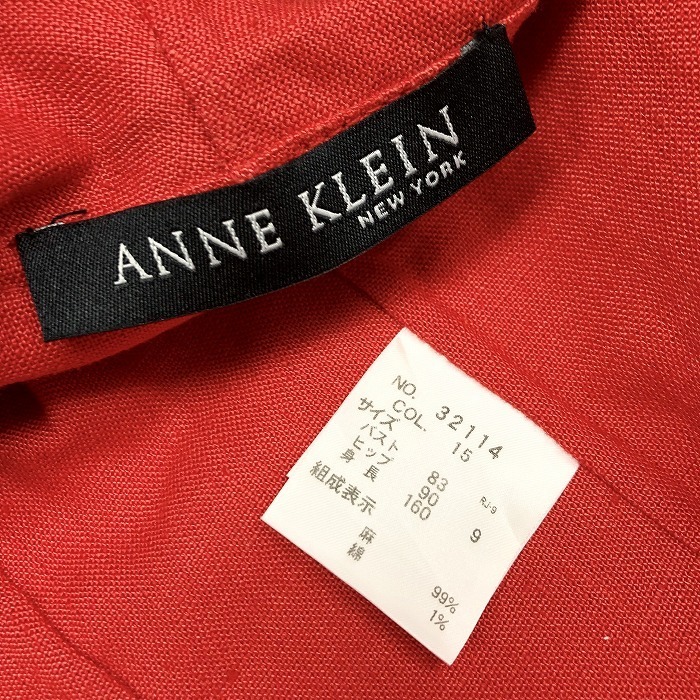 ANNE KLEIN
NEW YORK
NO. 32114
COL. 15
サイズ RJ-9 9
バスト 83
ヒップ 90
身長 160
組成表示
麻 99%
綿 1%